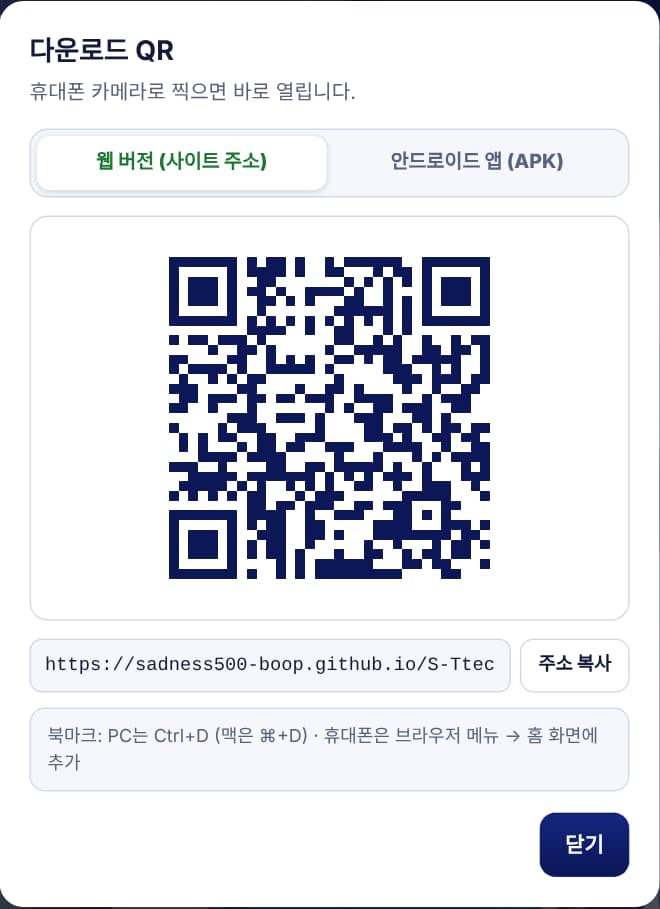 다운로드 QR
휴대폰 카메라로 찍으면 바로 열립니다.
웹 버전 (사이트 주소)
안드로이드 앱 (APK)
https://sadness500-boop.github.io/S-Ttec
주소 복사
북마크: PC는 Ctrl+D (맥은 ⌘+D) · 휴대폰은 브라우저 메뉴 → 홈 화면에
추가
닫기